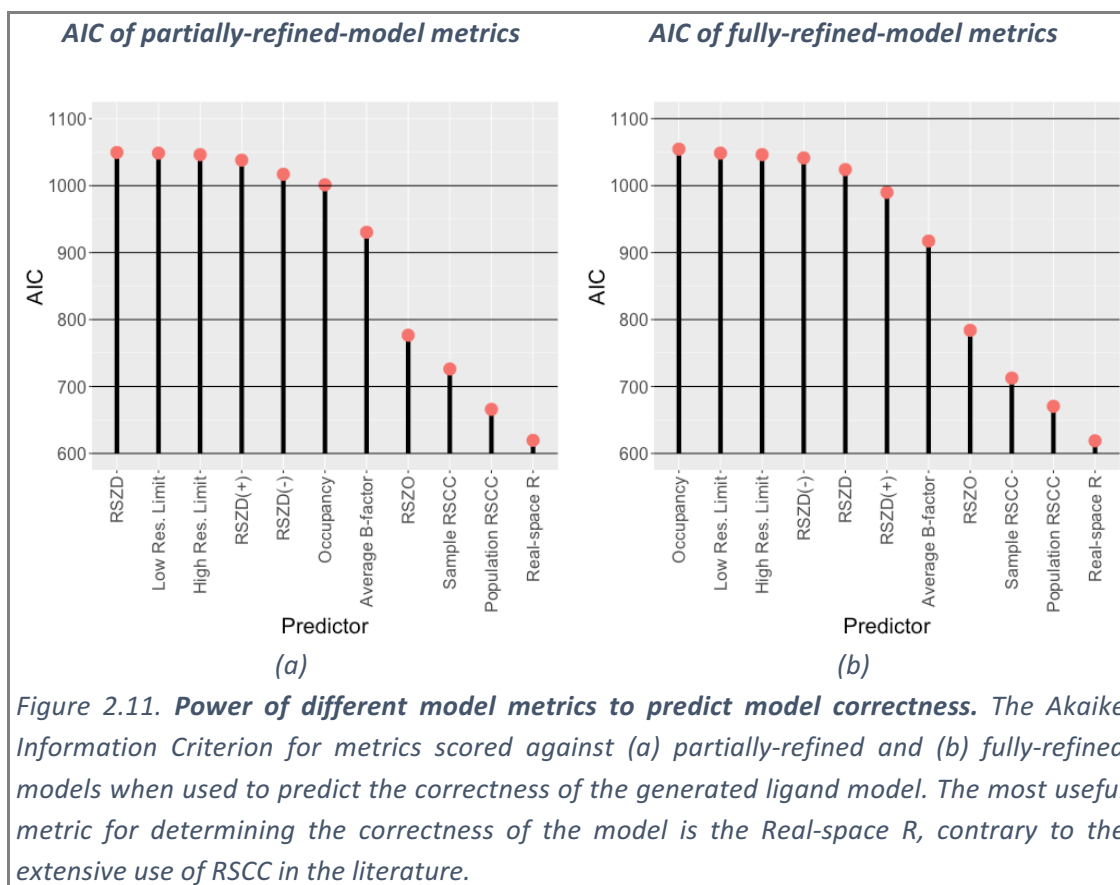 AIC of partially-refined-model metrics
AIC of fully-refined-model metrics
1100
1000
900
800
700
600
AIC
RSZD
Low Res. Limit
High Res. Limit
RSZD(+)
RSZD(-)
Occupancy
Average B-factor
RSZO
Sample RSCC
Population RSCC
Real-space R
Predictor
(a)
1100
1000
900
800
700
600
AIC
Occupancy
Low Res. Limit
High Res. Limit
RSZD(-)
RSZD
RSZD(+)
Average B-factor
RSZO
Sample RSCC
Population RSCC
Real-space R
Predictor
(b)
Figure 2.11. Power of different model metrics to predict model correctness. The Akaike
Information Criterion for metrics scored against (a) partially-refined and (b) fully-refined
models when used to predict the correctness of the generated ligand model. The most useful
metric for determining the correctness of the model is the Real-space R, contrary to the
extensive use of RSCC in the literature.